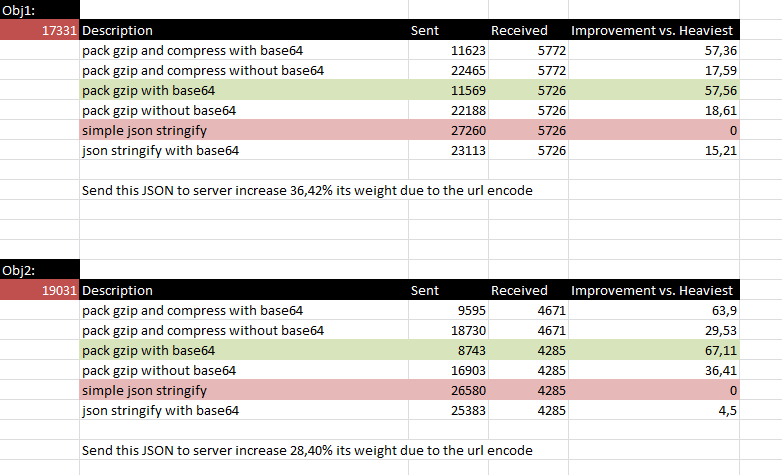 Obj1:
17331 Description Sent Received Improvement vs. Heaviest
pack gzip and compress with base64 11623 5772 57,36
pack gzip and compress without base64 22465 5772 17,59
pack gzip with base64 11569 5726 57,56
pack gzip without base64 22188 5726 18,61
simple json stringify 27260 5726 0
json stringify with base64 23113 5726 15,21
Send this JSON to server increase 36,42% its weight due to the url encode
Obj2:
19031 Description Sent Received Improvement vs. Heaviest
pack gzip and compress with base64 9595 4671 63,9
pack gzip and compress without base64 18730 4671 29,53
pack gzip with base64 8743 4285 67,11
pack gzip without base64 16903 4285 36,41
simple json stringify 26580 4285 0
json stringify with base64 25383 4285 4,5
Send this JSON to server increase 28,40% its weight due to the url encode